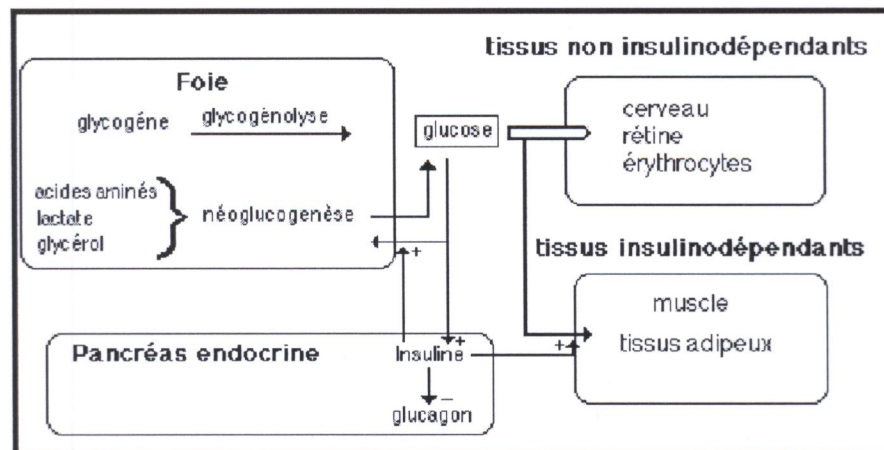 tissus non insulinodépendants
Foie
glycogéne glycogènolyse
glucose
cerveau
rétine
érythrocytes
acides aminés
lactate
glycérol
néoglucogenèse
+
tissus insulinodépendants
muscle
tissus adipeux
+
Pancréas endocrine
Insuline
+
−
glucagon